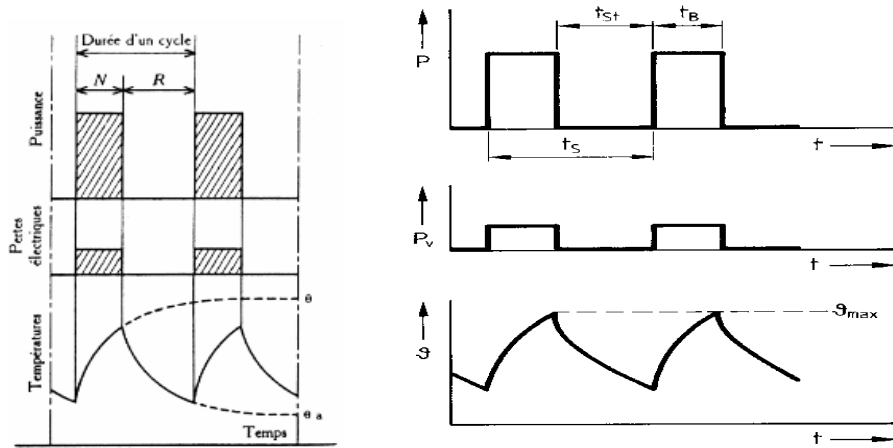 Durée d'un cycle
N
R
Puissance
Pertes
électriques
Températures
θ
θ a
Temps
P
tSt
tB
tS
t
Pv
t
ϑ
ϑmax
t